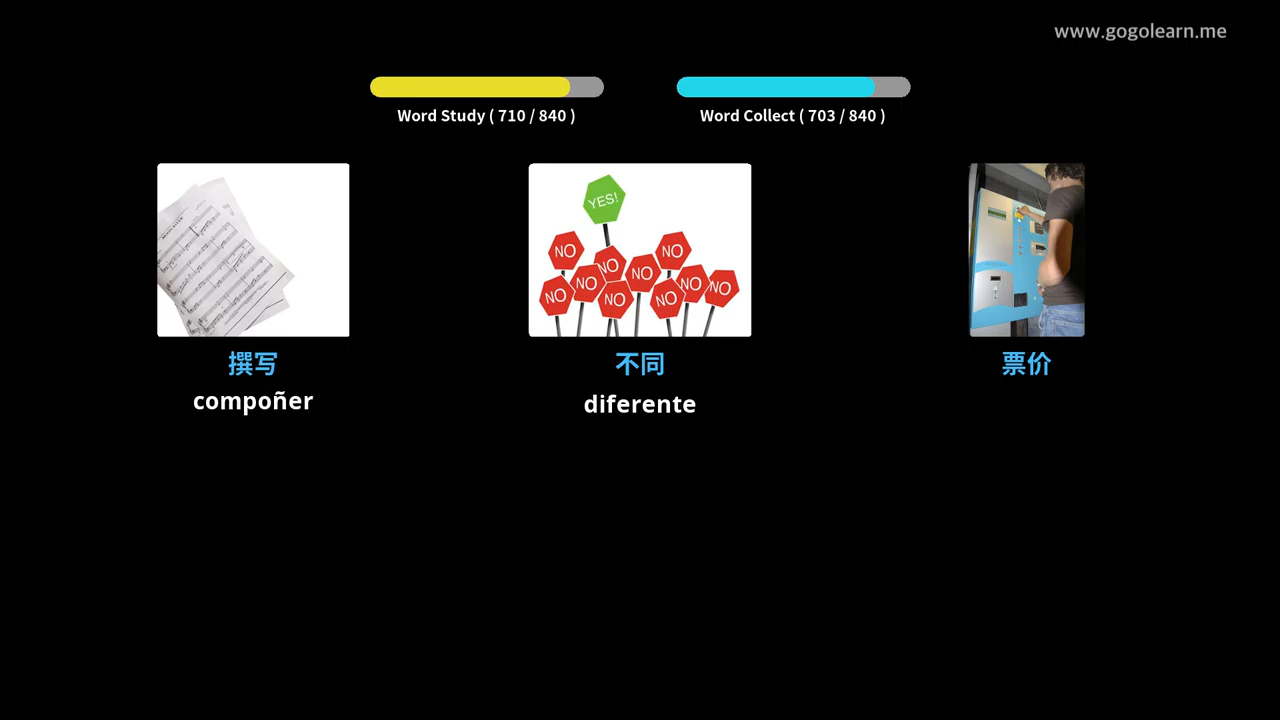 www.gogolearn.me
Word Study ( 710 / 840 )
Word Collect ( 703 / 840 )
YES!
NO
NO
NO
NO
NO
NO
NO
NO
NO
NO
撰写
不同
票价
compoñer
diferente